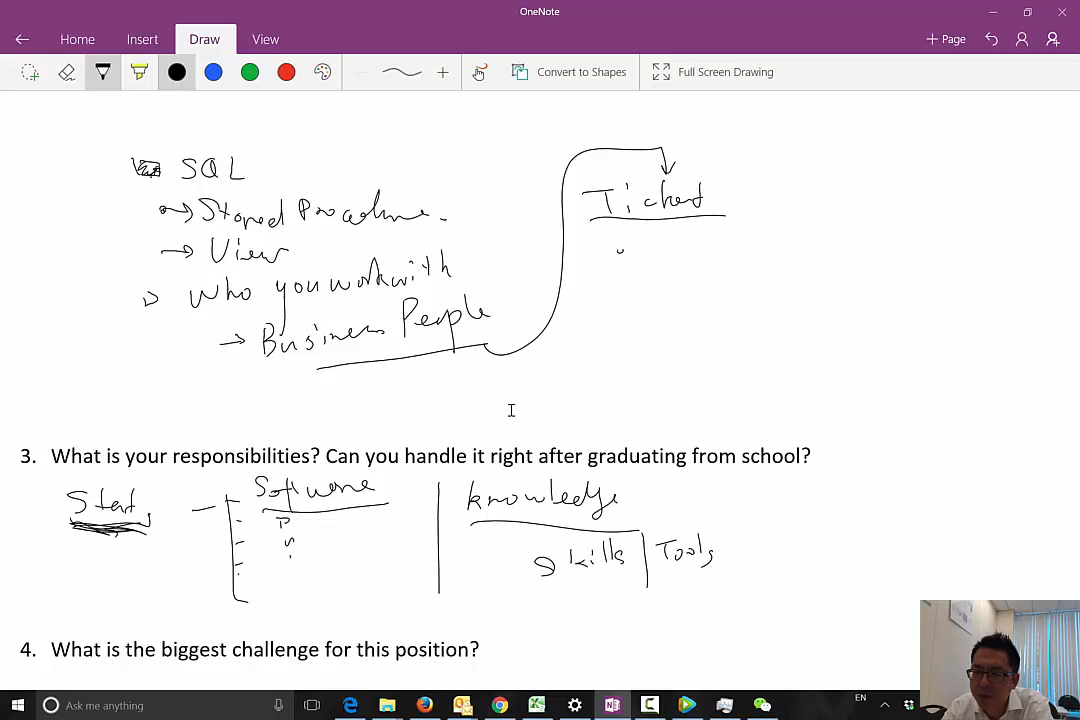 OneNote
Home Insert Draw View
Page
Convert to Shapes Full Screen Drawing
SQL
Stored Procedure.
View
Who you work with
Business People
Ticket
3. What is your responsibilities? Can you handle it right after graduating from school?
Start
Software
knowledge
P
S
skills Tools
4. What is the biggest challenge for this position?
Ask me anything
EN